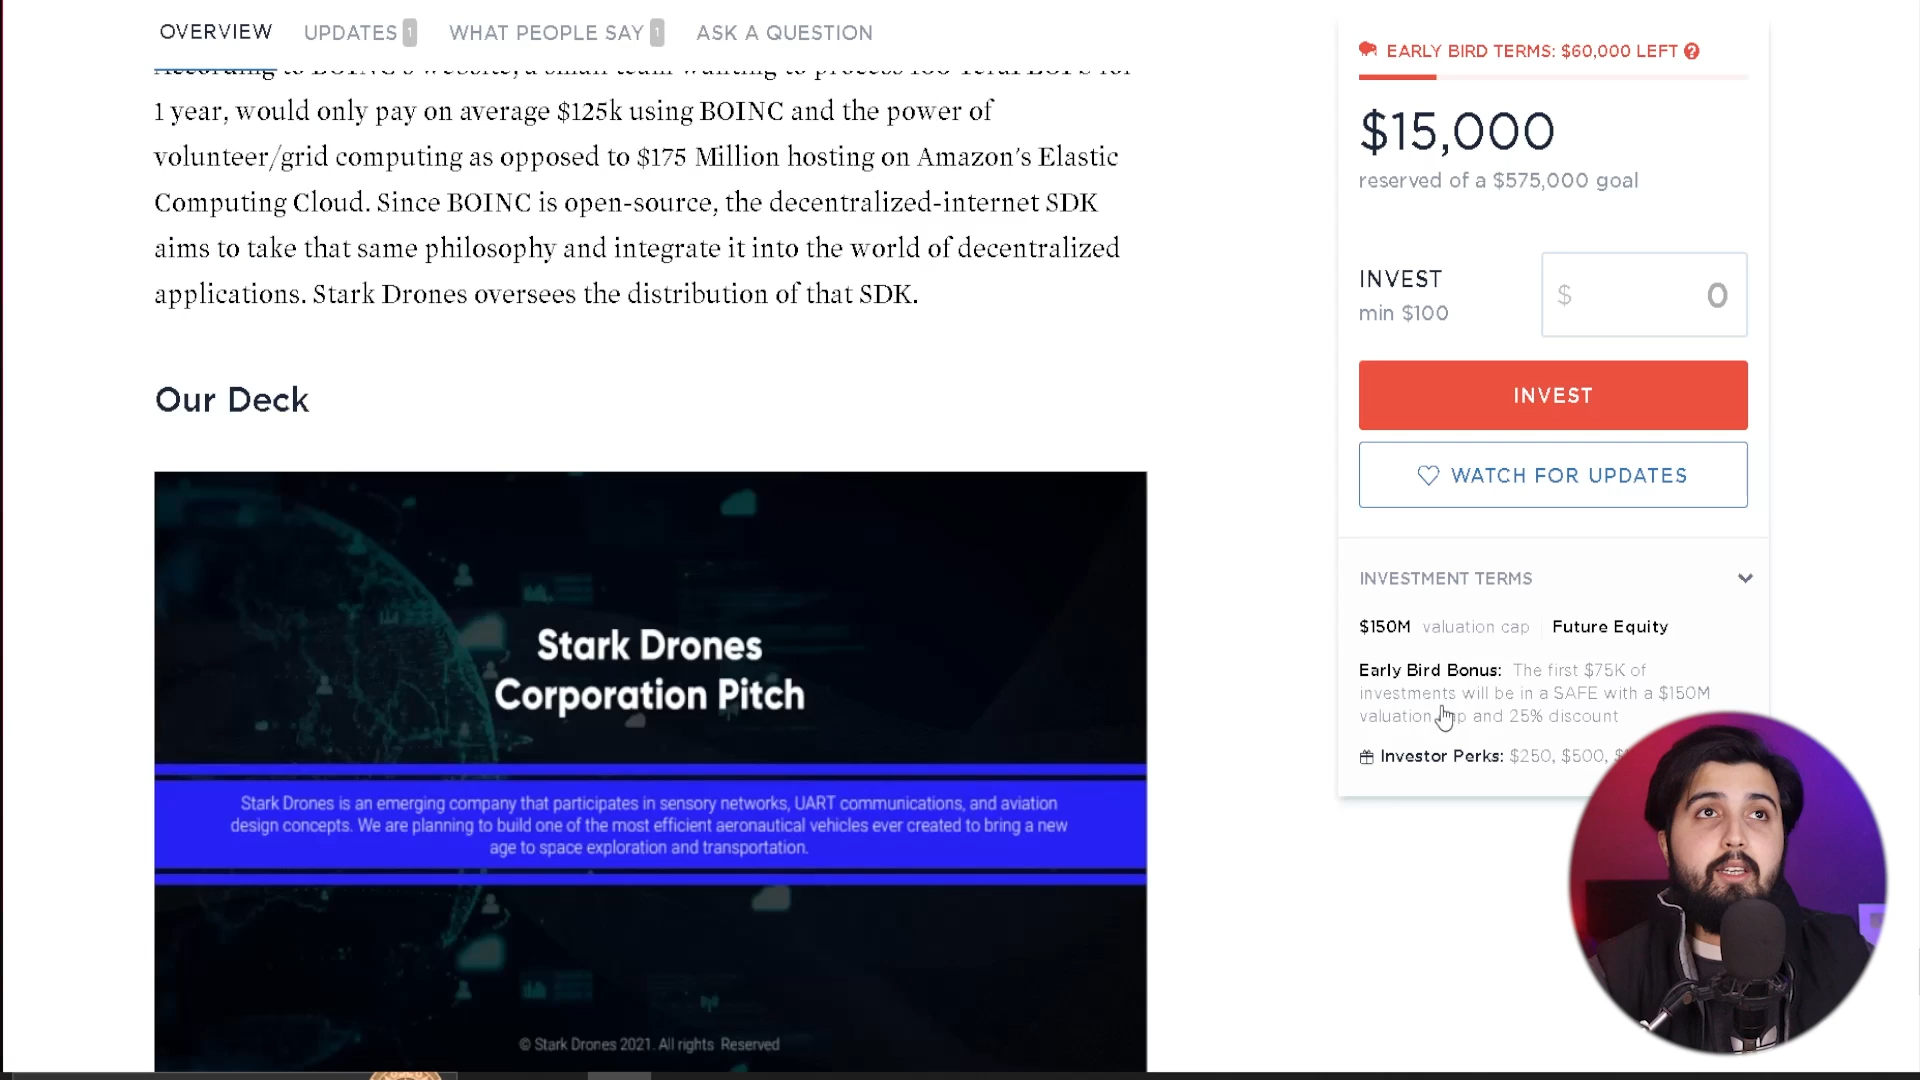 OVERVIEW
UPDATES 1
WHAT PEOPLE SAY 1
ASK A QUESTION
1 year, would only pay on average $125k using BOINC and the power of
volunteer/grid computing as opposed to $175 Million hosting on Amazon's Elastic
Computing Cloud. Since BOINC is open-source, the decentralized-internet SDK
aims to take that same philosophy and integrate it into the world of decentralized
applications. Stark Drones oversees the distribution of that SDK.
Our Deck
Stark Drones
Corporation Pitch
Stark Drones is an emerging company that participates in sensory networks, UART communications, and aviation
design concepts. We are planning to build one of the most efficient aeronautical vehicles ever created to bring a new
age to space exploration and transportation.
© Stark Drones 2021. All rights Reserved
EARLY BIRD TERMS: $60,000 LEFT ?
$15,000
reserved of a $575,000 goal
INVEST
min $100
$ 0
INVEST
WATCH FOR UPDATES
INVESTMENT TERMS
$150M valuation cap Future Equity
Early Bird Bonus: The first $75K of
investments will be in a SAFE with a $150M
valuation and 25% discount
Investor Perks: $250, $500,